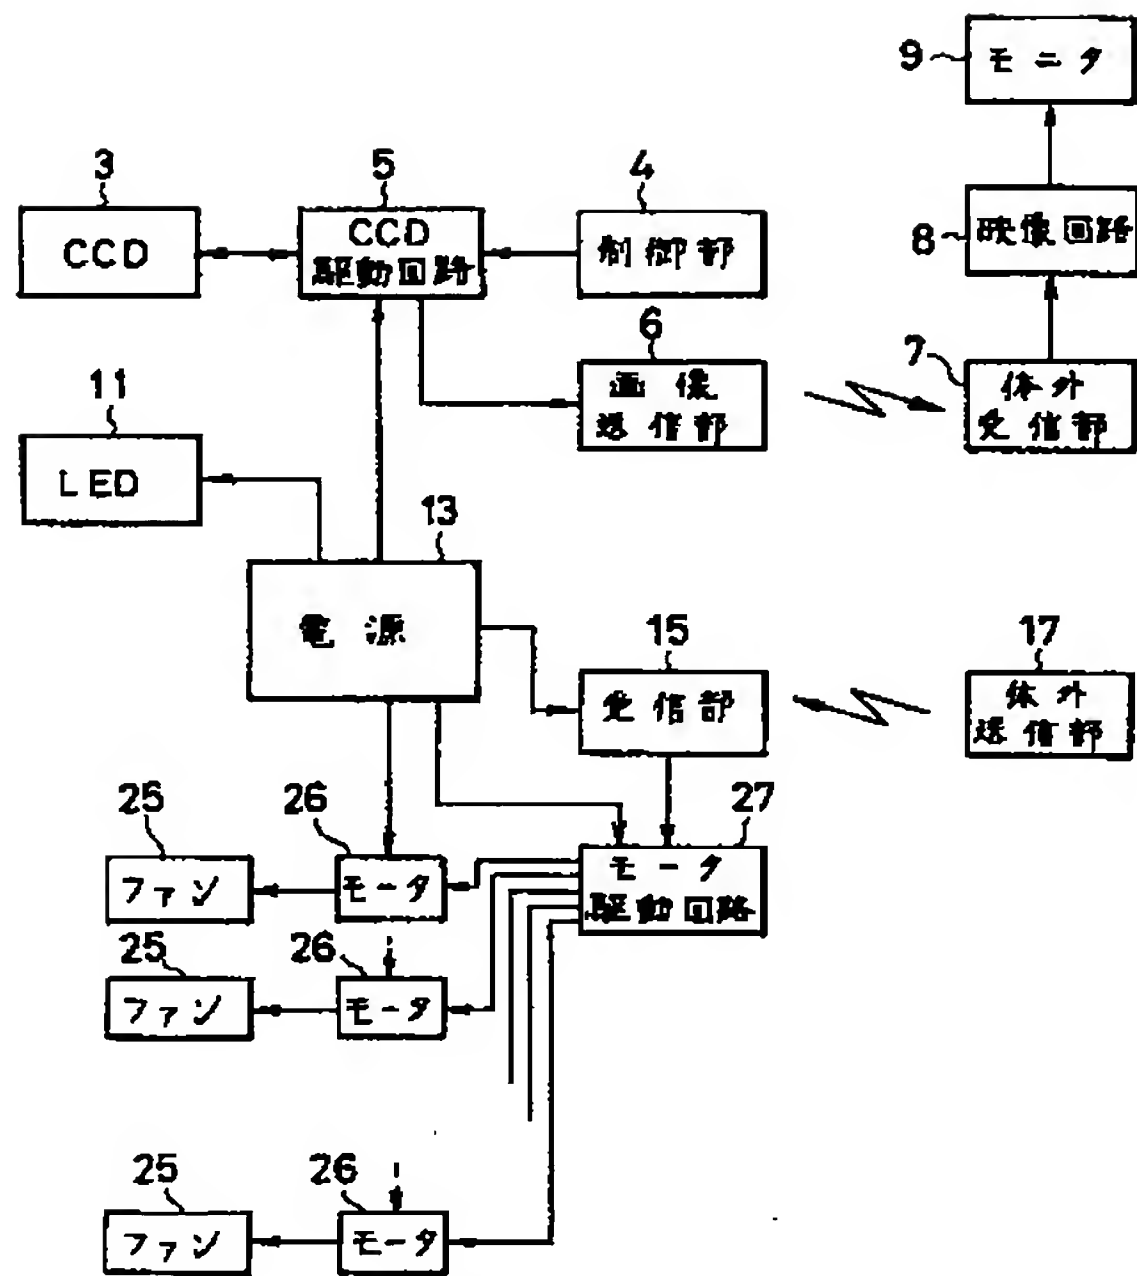 9
モニタ
8
映像回路
3
CCD
5
CCD
駆動回路
4
制御部
6
画像
送信部
7
体外
受信部
11
LED
13
電源
15
受信部
17
体外
送信部
25
ファン
26
モータ
27
モータ
駆動回路
25
ファン
26
モータ
25
ファン
26
モータ